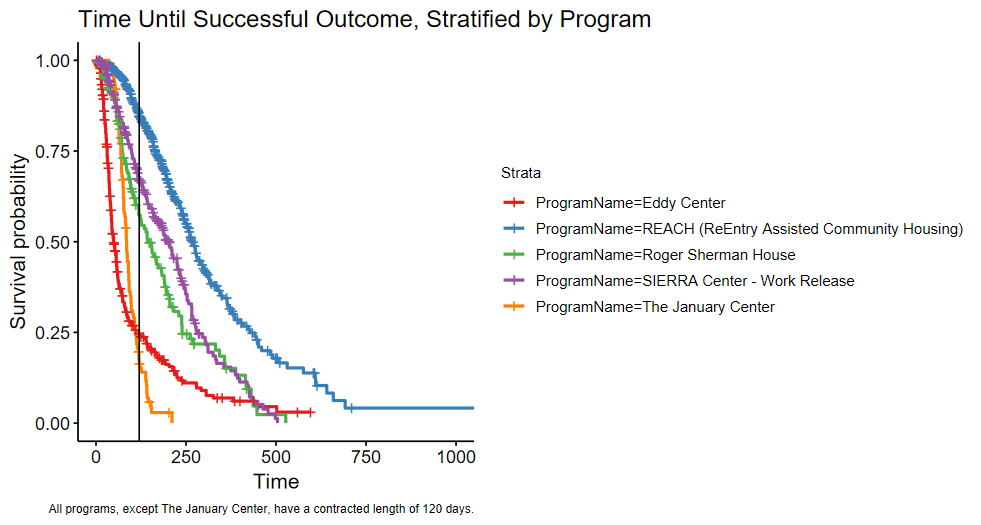 Time Until Successful Outcome, Stratified by Program
Survival probability
1.00
0.75
0.50
0.25
0.00
0 250 500 750 1000
Time
Strata
ProgramName=Eddy Center
ProgramName=REACH (ReEntry Assisted Community Housing)
ProgramName=Roger Sherman House
ProgramName=SIERRA Center - Work Release
ProgramName=The January Center
All programs, except The January Center, have a contracted length of 120 days.